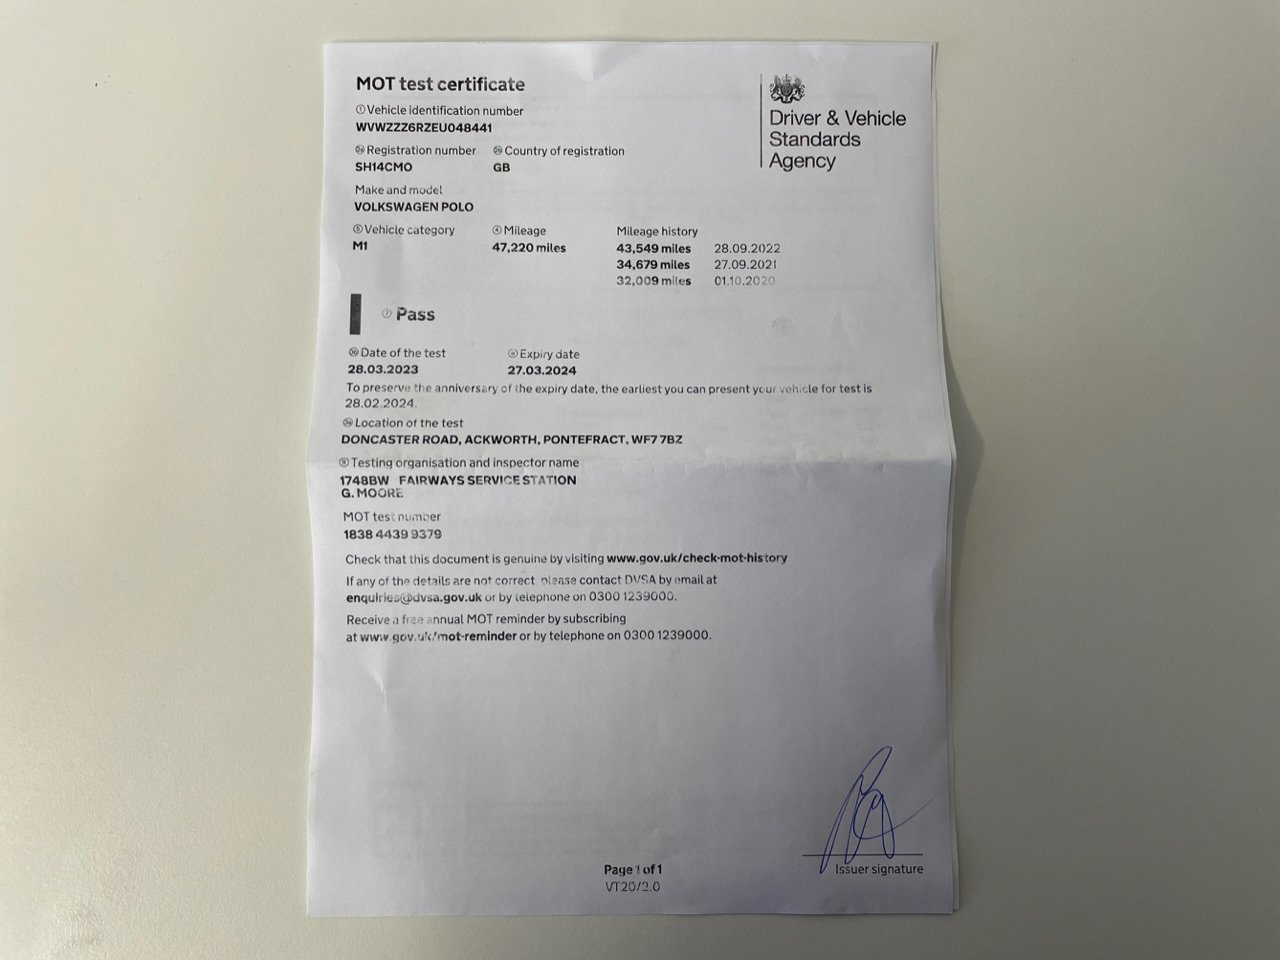 MOT test certificate
① Vehicle identification number
WVWZZZ6RZEU048441
Registration number Country of registration
SH14CMO GB
Make and model
VOLKSWAGEN POLO
⑤ Vehicle category ④ Mileage Mileage history
M1 47,220 miles 43,549 miles 28.09.2022
34,679 miles 27.09.2021
32,009 miles 01.10.2020
⑦ Pass
Date of the test Expiry date
28.03.2023 27.03.2024
To preserve the anniversary of the expiry date, the earliest you can present your vehicle for test is
28.02.2024.
Location of the test
DONCASTER ROAD, ACKWORTH, PONTEFRACT, WF7 7BZ
⑨ Testing organisation and inspector name
1748BW FAIRWAYS SERVICE STATION
G. MOORE
MOT test number
1838 4439 9379
Check that this document is genuine by visiting www.gov.uk/check-mot-history
If any of the details are not correct please contact DVSA by email at
enquiries@dvsa.gov.uk or by telephone on 0300 1239000.
Receive a free annual MOT reminder by subscribing
at www.gov.uk/mot-reminder or by telephone on 0300 1239000.
Driver & Vehicle
Standards
Agency
Issuer signature
Page 1 of 1
VT20/2.0